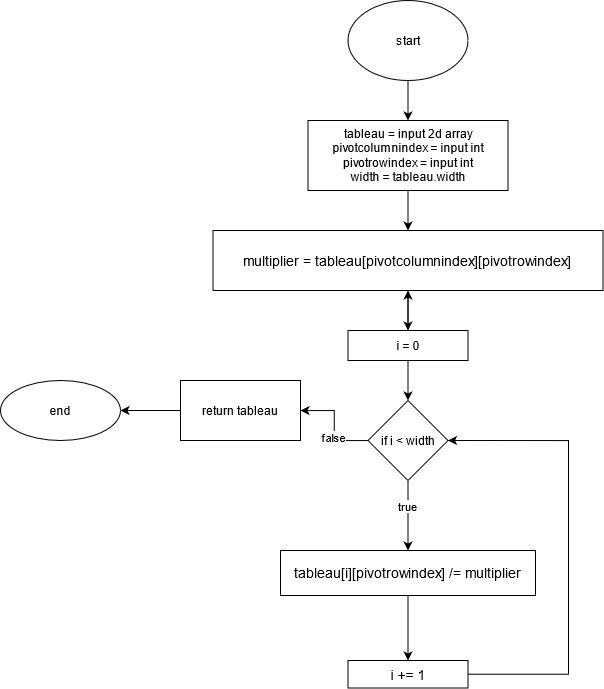 start
tableau = input 2d array
pivotcolumnindex = input int
pivotrowindex = input int
width = tableau.width
multiplier = tableau[pivotcolumnindex][pivotrowindex]
i = 0
end
return tableau
false
if i < width
true
tableau[i][pivotrowindex] /= multiplier
i += 1